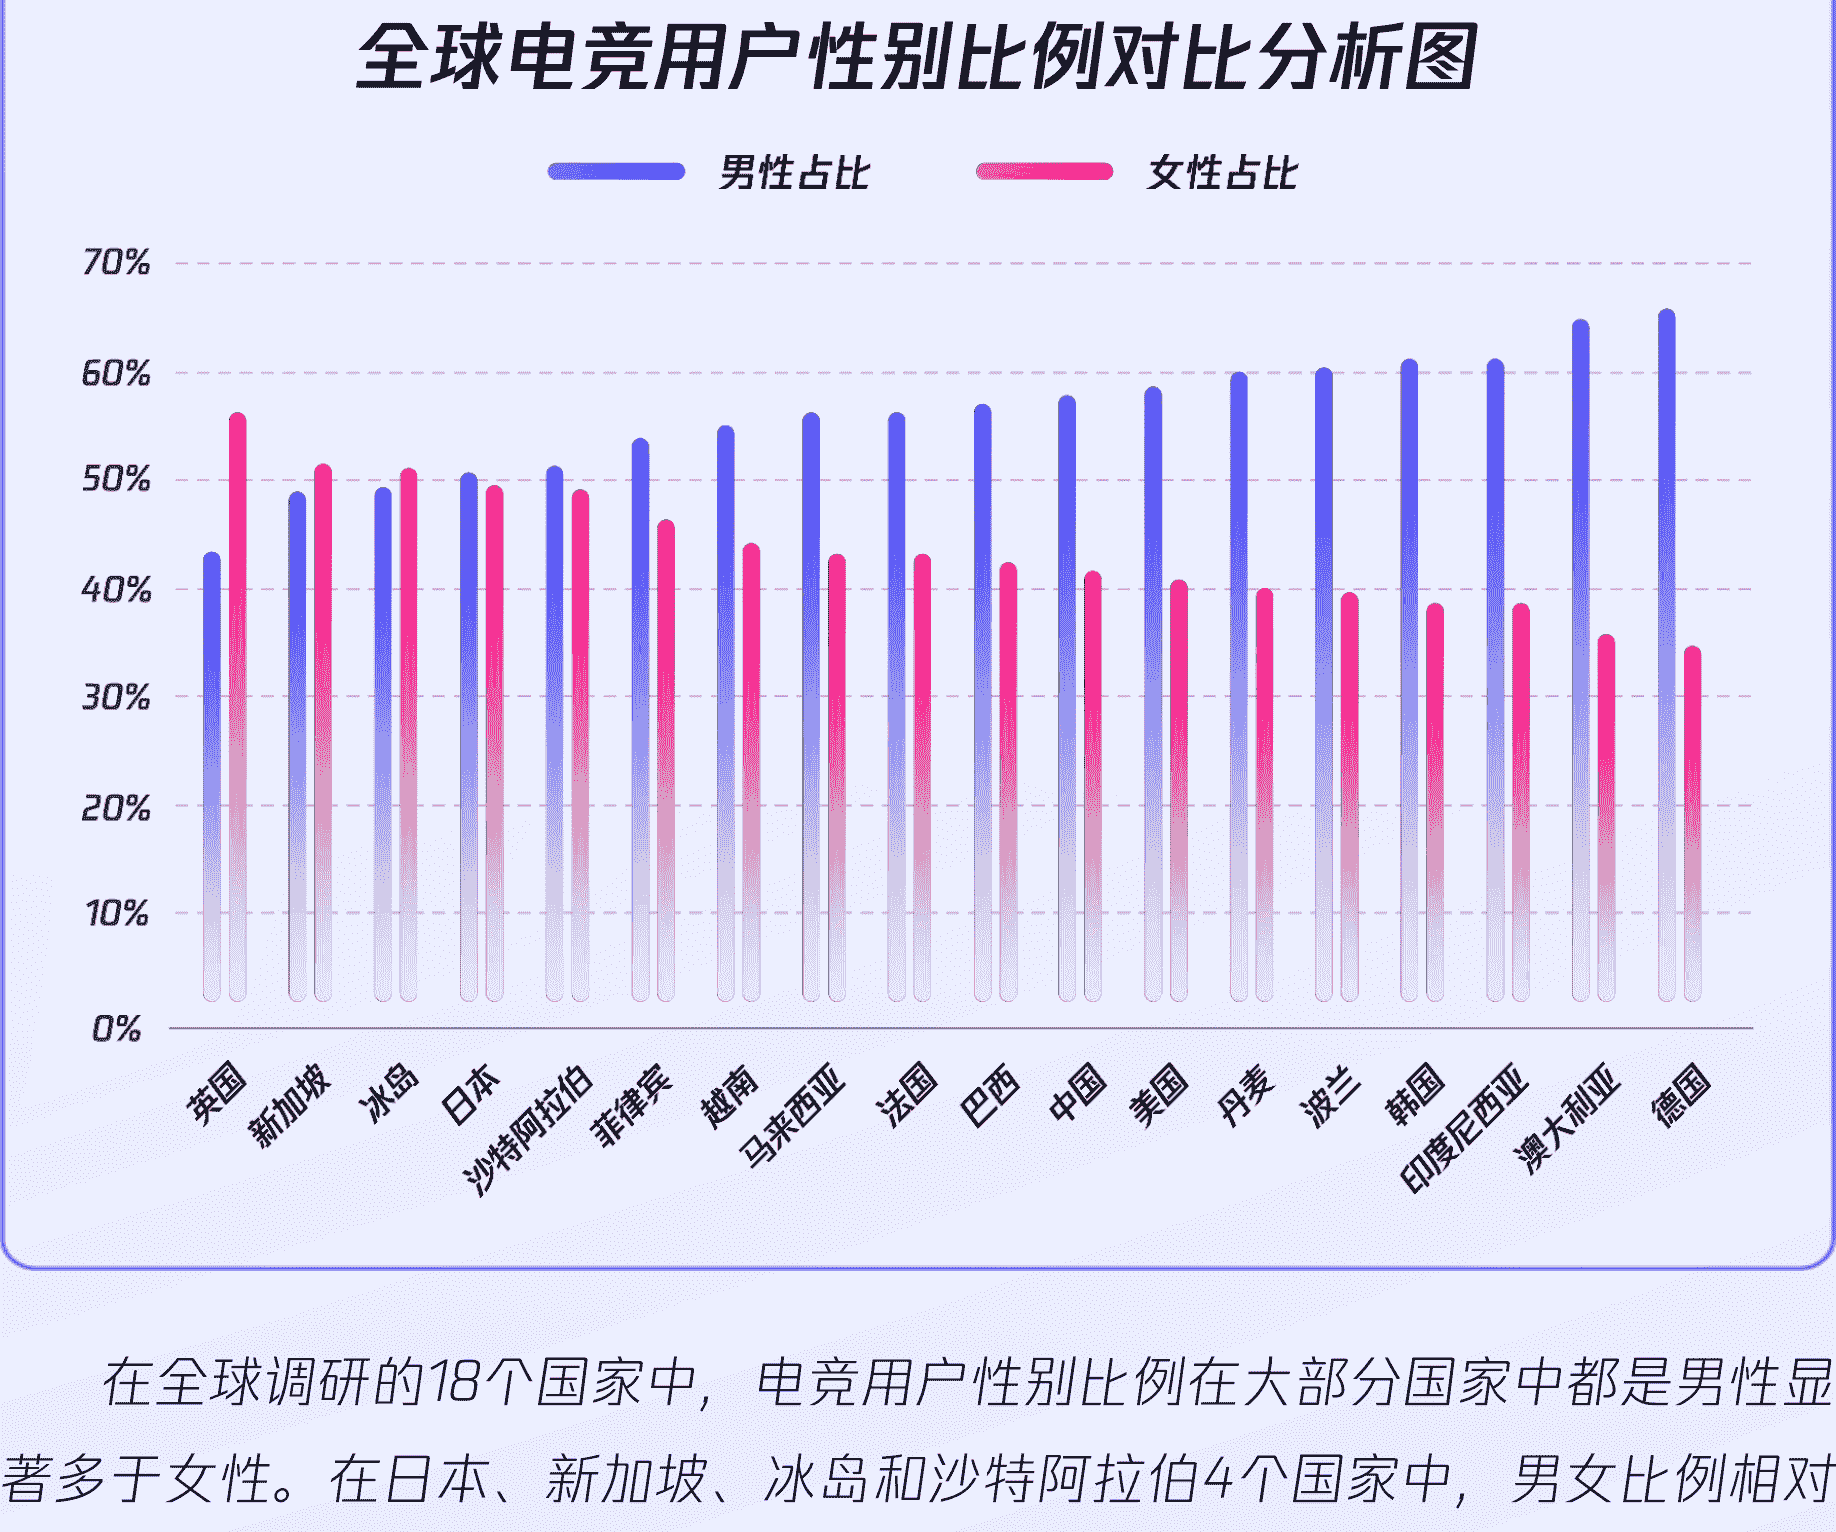 全球电竞用户性别比例对比分析图
男性占比 女性占比
70%
60%
50%
40%
30%
20%
10%
0%
英国 新加坡 冰岛 日本 沙特阿拉伯 菲律宾 越南 马来西亚 法国 巴西 中国 美国 丹麦 波兰 韩国 印度尼西亚 澳大利亚 德国
在全球调研的18个国家中，电竞用户性别比例在大部分国家中都是男性显
著多于女性。在日本、新加坡、冰岛和沙特阿拉伯4个国家中，男女比例相对